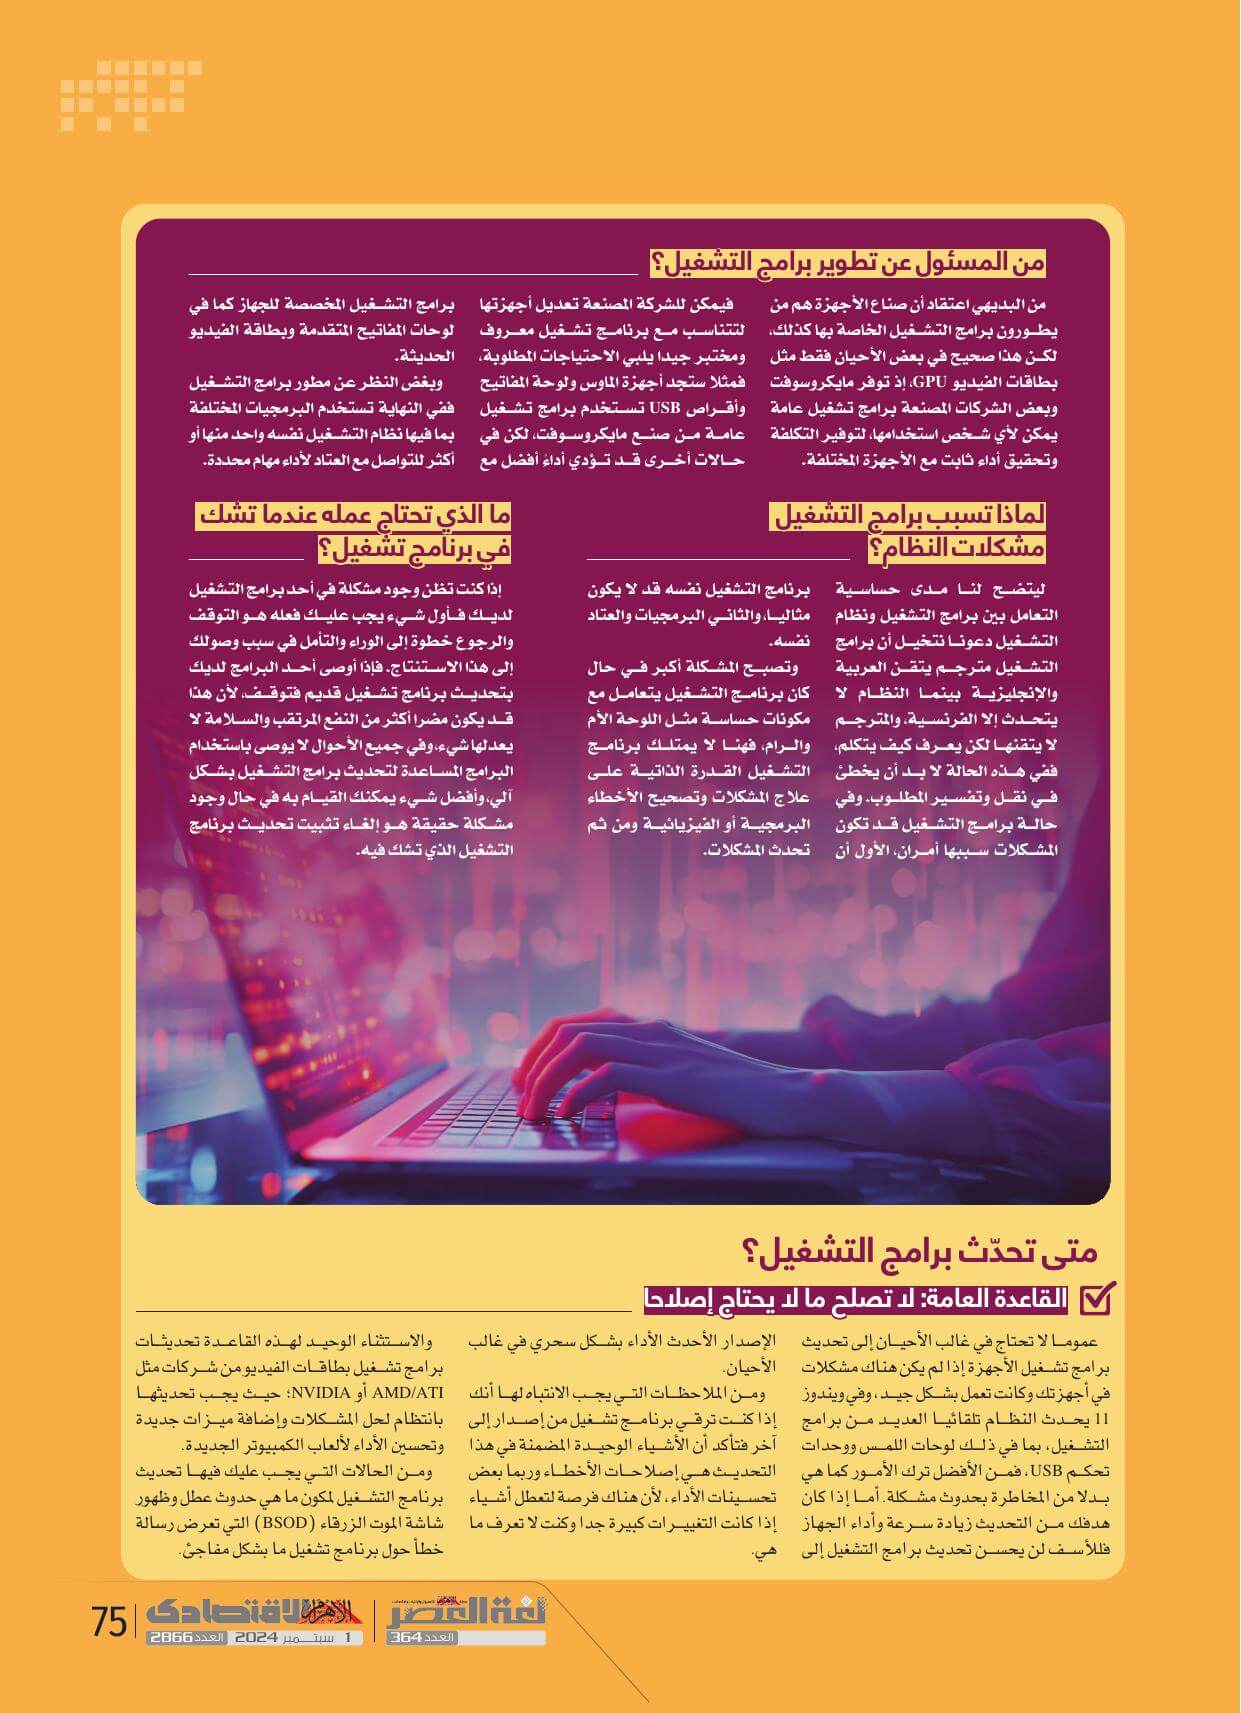 من المسئول عن تطوير برامج التشغيل؟
من البديهي اعتقاد أن صناع الأجهزة هم من
يطورون برامج التشغيل الخاصة بها كذلك،
لكن هذا صحيح في بعض الأحيان فقط مثل
بطاقات الفيديو GPU، إذ توفر مايكروسوفت
وبعض الشركات المصنعة برامج تشغيل عامة
يمكن لأي شخص استخدامها، لتوفير التكلفة
وتحقيق أداء ثابت مع الأجهزة المختلفة.
فيمكن للشركة المصنعة تعديل أجهزتها
لتتناسب مع برنامج تشغيل معروف
ومختبر جيدا يلبي الاحتياجات المطلوبة،
فمثلا ستجد أجهزة الماوس ولوحة المفاتيح
وأقراص USB تستخدم برامج تشغيل
عامة من صنع مايكروسوفت، لكن في
حالات أخرى قد تؤدي أداءً أفضل مع
برامج التشغيل المخصصة للجهاز كما في
لوحات المفاتيح المتقدمة وبطاقة الفيديو
الحديثة.
وبغض النظر عن مطور برامج التشغيل
ففي النهاية تستخدم البرمجيات المختلفة
بما فيها نظام التشغيل نفسه واحد منها أو
أكثر للتواصل مع العتاد لأداء مهام محددة.
لماذا تسبب برامج التشغيل
مشكلات النظام؟
ليتضح لنا مدى حساسية
التعامل بين برامج التشغيل ونظام
التشغيل دعونا نتخيل أن برامج
التشغيل مترجم يتقن العربية
والإنجليزية بينما النظام لا
يتحدث إلا الفرنسية، والمترجم
لا يتقنها لكن يعرف كيف يتكلم،
ففي هذه الحالة لا بد أن يخطئ
في نقل وتفسير المطلوب. وفي
حالة برامج التشغيل قد تكون
المشكلات سببها أمران، الأول أن
برنامج التشغيل نفسه قد لا يكون
مثاليا، والثاني البرمجيات والعتاد
نفسه.
وتصبح المشكلة أكبر في حال
كان برنامج التشغيل يتعامل مع
مكونات حساسة مثل اللوحة الأم
والرام، فهنا لا يمتلك برنامج
التشغيل القدرة الذاتية على
علاج المشكلات وتصحيح الأخطاء
البرمجية أو الفيزيائية ومن ثم
تحدث المشكلات.
ما الذي تحتاج عمله عندما تشك
في برنامج تشغيل؟
إذا كنت تظن وجود مشكلة في أحد برامج التشغيل
لديك فأول شيء يجب عليك فعله هو التوقف
والرجوع خطوة إلى الوراء والتأمل في سبب وصولك
إلى هذا الاستنتاج. فإذا أوصى أحد البرامج لديك
بتحديث برنامج تشغيل قديم فتوقف، لأن هذا
قد يكون مضرا أكثر من النفع المرتقب والسلامة لا
يعدلها شيء، وفي جميع الأحوال لا يوصى باستخدام
البرامج المساعدة لتحديث برامج التشغيل بشكل
آلي، وأفضل شيء يمكنك القيام به في حال وجود
مشكلة حقيقة هو إلغاء تثبيت تحديث برنامج
التشغيل الذي تشك فيه.
متى تحدّث برامج التشغيل؟
القاعدة العامة: لا تصلح ما لا يحتاج إصلاحا
عموما لا تحتاج في غالب الأحيان إلى تحديث
برامج تشغيل الأجهزة إذا لم يكن هناك مشكلات
في أجهزتك وكانت تعمل بشكل جيد، وفي ويندوز
11 يحدث النظام تلقائيا العديد من برامج
التشغيل، بما في ذلك لوحات اللمس ووحدات
تحكم USB، فمن الأفضل ترك الأمور كما هي
بدلا من المخاطرة بحدوث مشكلة. أما إذا كان
هدفك من التحديث زيادة سرعة وأداء الجهاز
فللأسف لن يحسن تحديث برامج التشغيل إلى
الإصدار الأحدث الأداء بشكل سحري في غالب
الأحيان.
ومن الملاحظات التي يجب الانتباه لها أنك
إذا كنت ترقي برنامج تشغيل من إصدار إلى
آخر فتأكد أن الأشياء الوحيدة المضمنة في هذا
التحديث هي إصلاحات الأخطاء وربما بعض
تحسينات الأداء، لأن هناك فرصة لتعطل أشياء
إذا كانت التغييرات كبيرة جدا وكنت لا تعرف ما
هي.
والاستثناء الوحيد لهذه القاعدة تحديثات
برامج تشغيل بطاقات الفيديو من شركات مثل
AMD/ATI أو NVIDIA؛ حيث يجب تحديثها
بانتظام لحل المشكلات وإضافة ميزات جديدة
وتحسين الأداء لألعاب الكمبيوتر الجديدة.
ومن الحالات التي يجب عليك فيها تحديث
برنامج التشغيل لمكون ما هي حدوث عطل وظهور
شاشة الموت الزرقاء (BSOD) التي تعرض رسالة
خطأ حول برنامج تشغيل ما بشكل مفاجئ.
لغة العصر
العدد 364
الأهرام الاقتصادى
1 سبتمبر 2024 العدد 2866
75